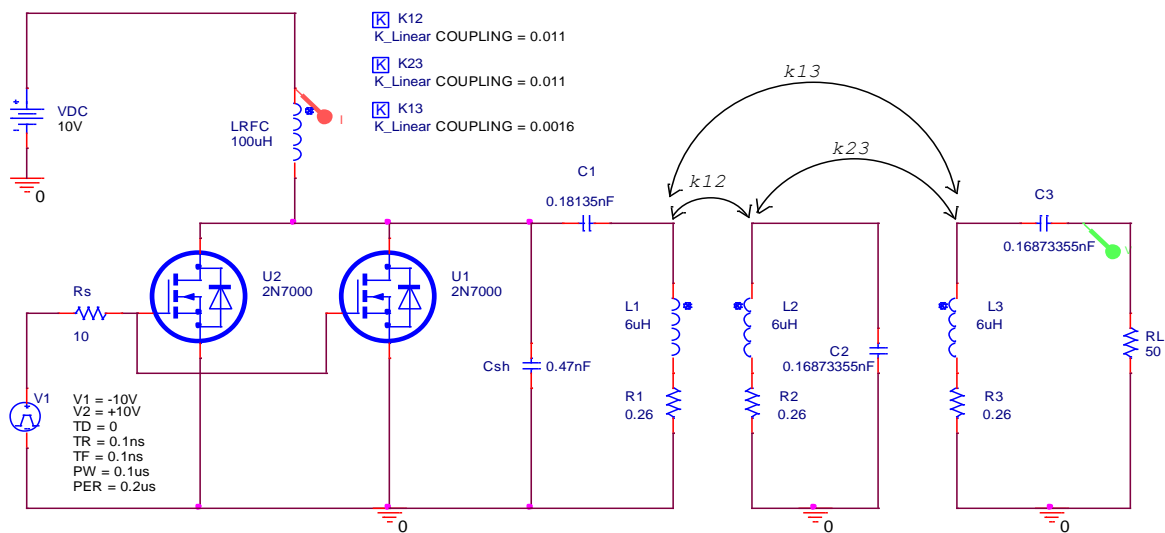 K K12
K_Linear COUPLING = 0.011
K K23
K_Linear COUPLING = 0.011
K K13
K_Linear COUPLING = 0.0016
k13
k23
k12
VDC
10V
+
-
0
LRFC
100uH
I
C1
0.18135nF
C3
0.16873355nF
U2
2N7000
U1
2N7000
Rs
10
L1
6uH
L2
6uH
L3
6uH
C2
0.16873355nF
RL
50
Csh
0.47nF
R1
0.26
R2
0.26
R3
0.26
V1
V1 = -10V
V2 = +10V
TD = 0
TR = 0.1ns
TF = 0.1ns
PW = 0.1us
PER = 0.2us
0
0
0